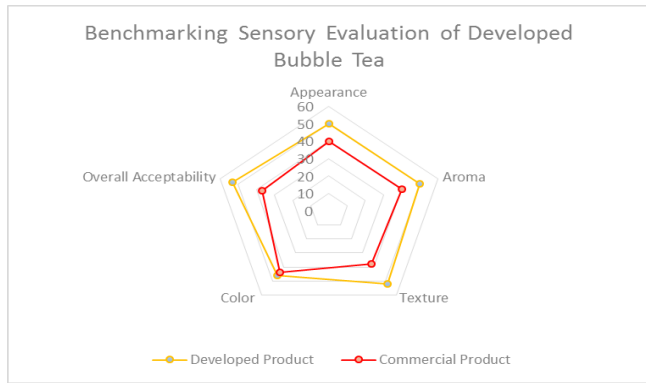 Benchmarking Sensory Evaluation of Developed
Bubble Tea
Appearance
60
50
40
30
20
10
0
Overall Acceptability
Aroma
Color
Texture
Developed Product
Commercial Product